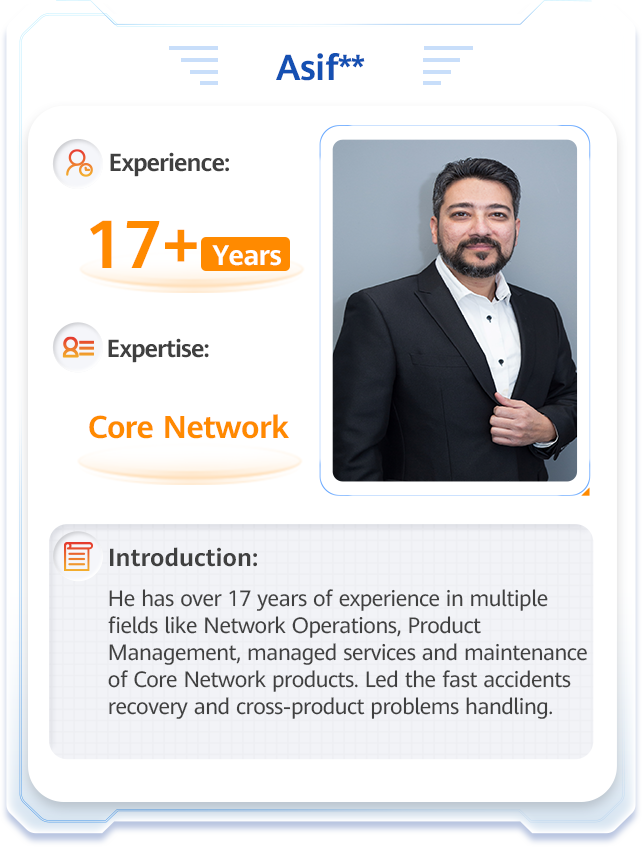 Asif**
Experience:
17+ Years
Expertise:
Core Network
Introduction:
He has over 17 years of experience in multiple
fields like Network Operations, Product
Management, managed services and maintenance
of Core Network products. Led the fast accidents
recovery and cross-product problems handling.